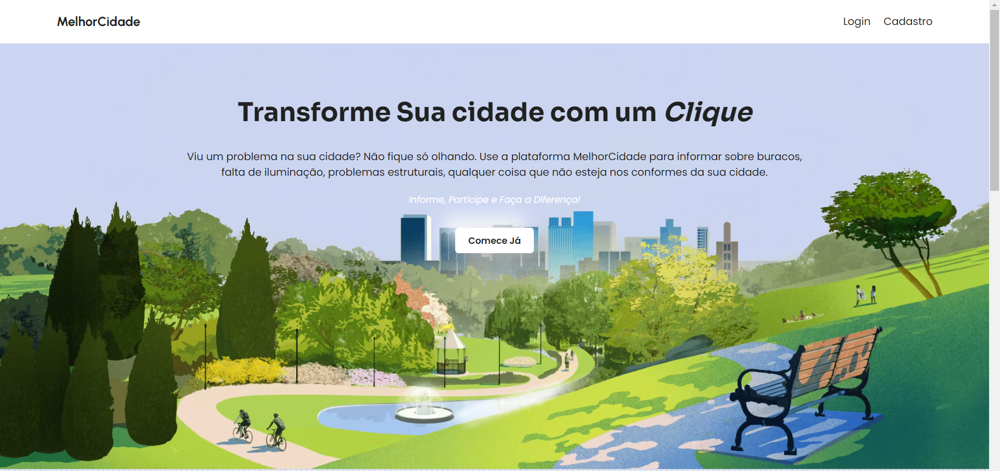 MelhorCidade
Login
Cadastro
Transforme Sua cidade com um Clique
Viu um problema na sua cidade? Não fique só olhando. Use a plataforma MelhorCidade para informar sobre buracos,
falta de iluminação, problemas estruturais, qualquer coisa que não esteja nos conformes da sua cidade.
Informe, Participe e Faça a Diferença!
Comece Já